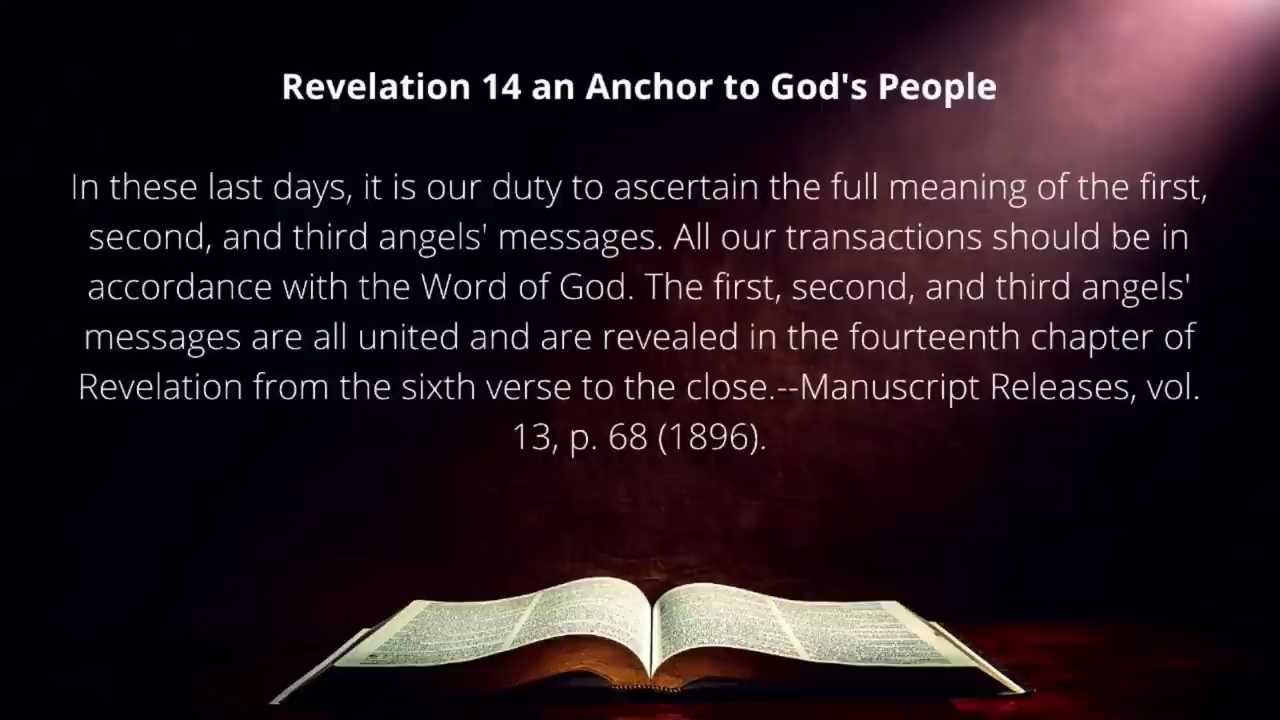 Revelation 14 an Anchor to God's People
In these last days, it is our duty to ascertain the full meaning of the first,
second, and third angels' messages. All our transactions should be in
accordance with the Word of God. The first, second, and third angels'
messages are all united and are revealed in the fourteenth chapter of
Revelation from the sixth verse to the close.--Manuscript Releases, vol.
13, p. 68 (1896).